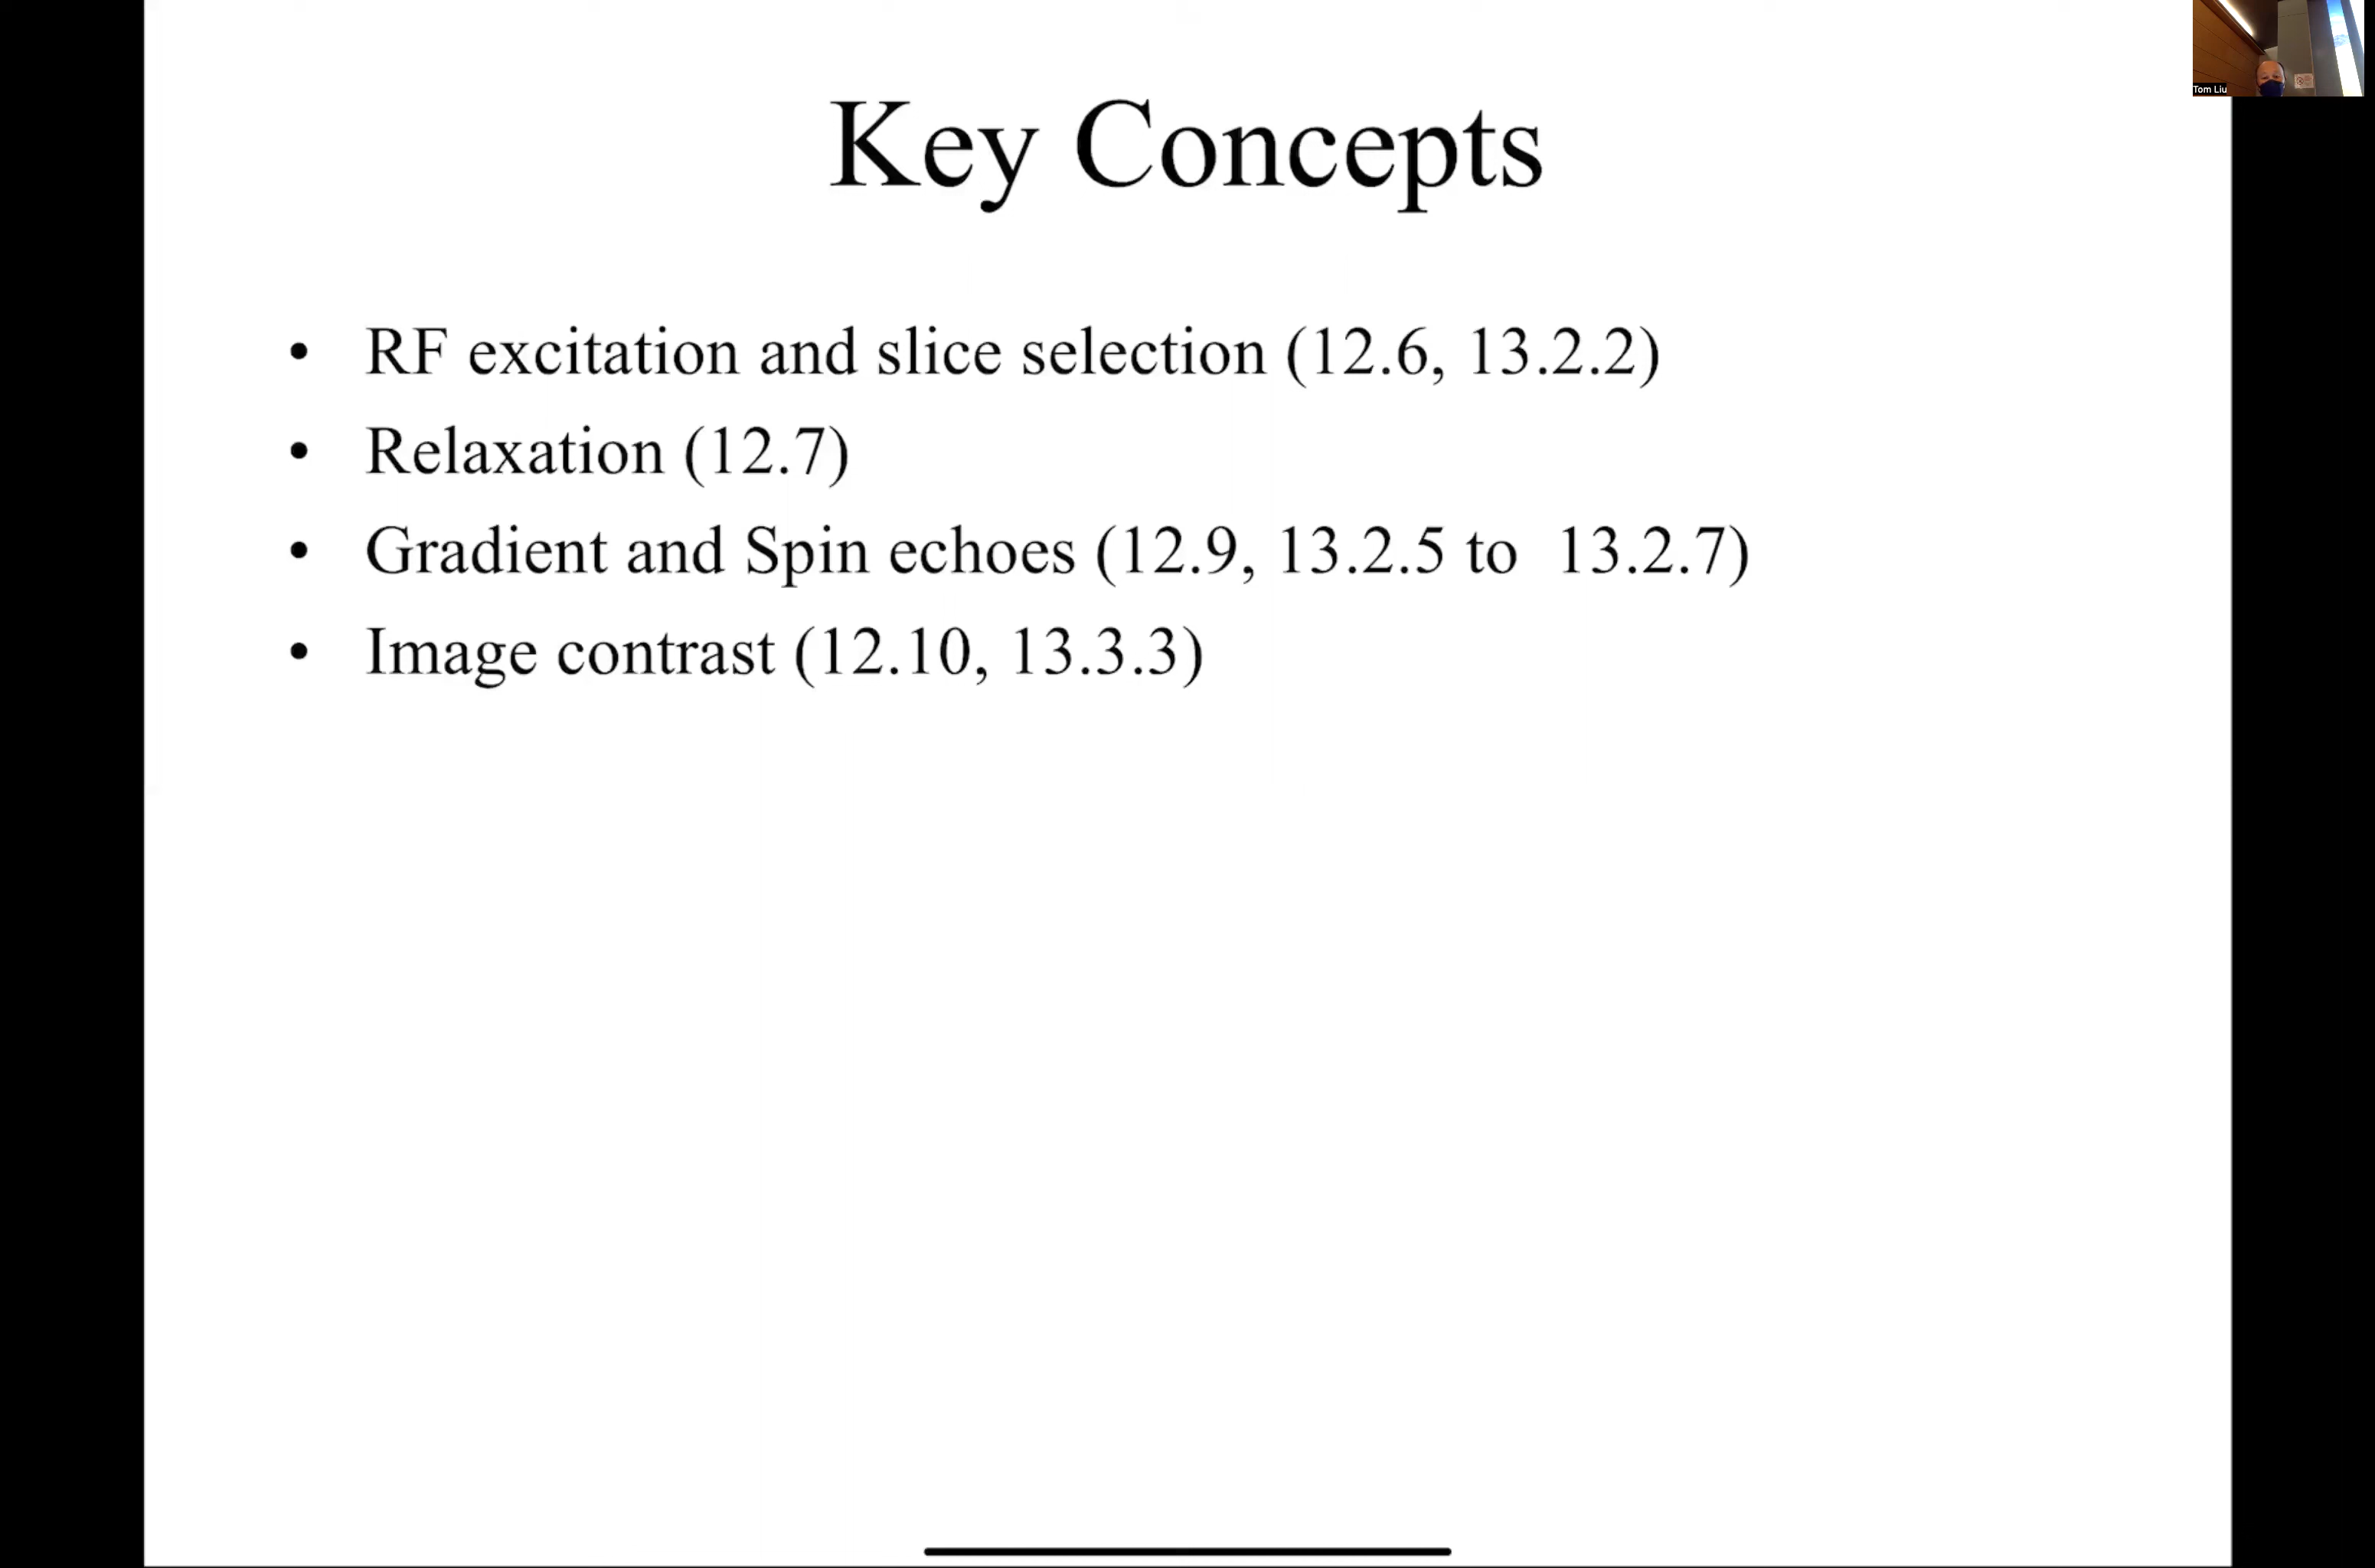 Key Concepts
Tom Liu
• RF excitation and slice selection (12.6, 13.2.2)
• Relaxation (12.7)
• Gradient and Spin echoes (12.9, 13.2.5 to  13.2.7)
• Image contrast (12.10, 13.3.3)